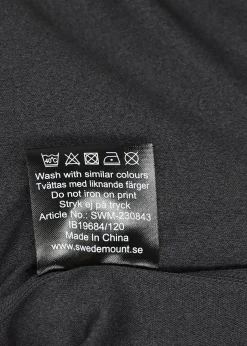 40°C
Wash with similar colours
Tvättas med liknande färger
Do not iron on print
Stryk ej på tryck
Article No.: SWM-230843
IB19684/120
Made In China
www.swedemount.se